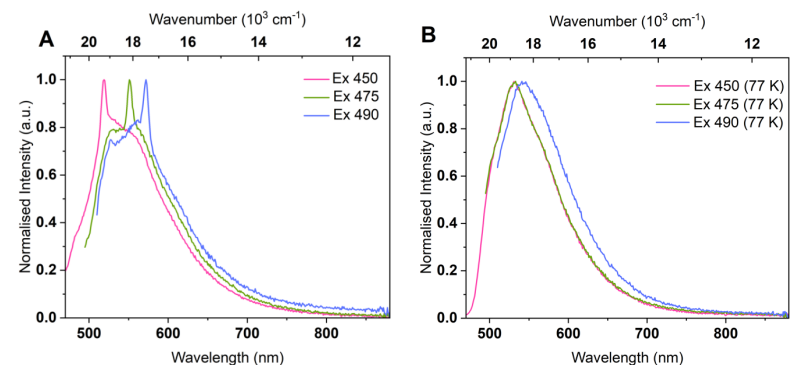 Wavenumber (10³ cm⁻¹)
20 18 16 14 12
A
Ex 450
Ex 475
Ex 490
Normalised Intensity (a.u.)
1.0
0.8
0.6
0.4
0.2
0.0
500 600 700 800
Wavelength (nm)
Wavenumber (10³ cm⁻¹)
20 18 16 14 12
B
Ex 450 (77 K)
Ex 475 (77 K)
Ex 490 (77 K)
Normalised Intensity (a.u.)
1.0
0.8
0.6
0.4
0.2
0.0
500 600 700 800
Wavelength (nm)